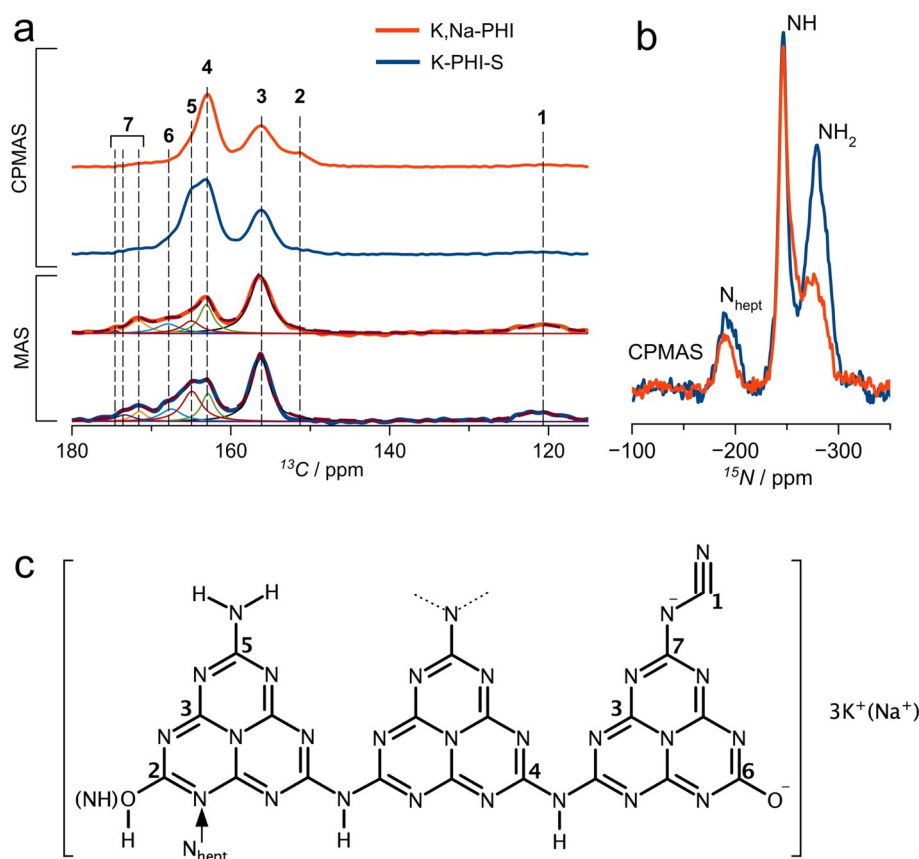 a
K,Na-PHI
K-PHI-S
CPMAS
MAS
7
6
5
4
3
2
1
180
160
140
120
13C / ppm
b
NH
NH2
Nhept
CPMAS
−100
−200
−300
15N / ppm
c
H
H
N
5
N
N
3
N
N
N
2
N
N
N
(NH)O
H
Nhept
N
N
N
N
N
N
N
N
4
N
H
N
H
N
1
N−
7
N
N
3
N
N
N
N
N
6
O−
3K+(Na+)